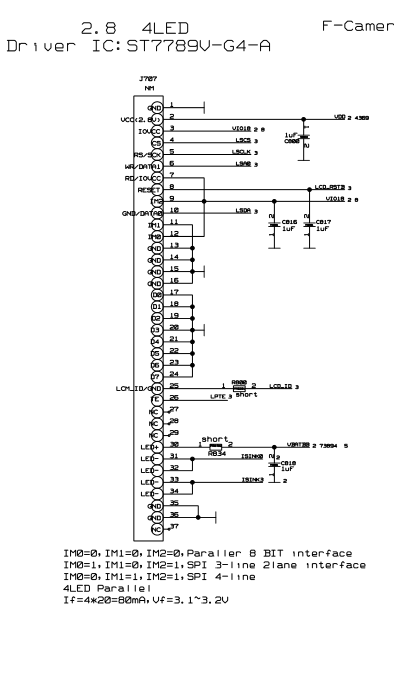 2.8 4LED
F-Camer
Driver IC:ST7789V-G4-A
J707
NM
GND 1
VCC(2.8V) 2 VDD 2 4389
IOVCC 3 VIO18 2 8
1uF
C808
CS 4 LSCS 3
RS/SCK 5 LSCLK 3
WR/DATA1 6 LSA0 3
RD/IOVCC 7
RESET 8 LCD_RSTB 3
IM2 9 VIO18 2 8
GND/DATA0 10 LSDA 3
C816
1uF
C817
1uF
IM1 11
IM0 12
GND 13
GND 14
GND 15
GND 16
D0 17
D1 18
D2 19
D3 20
D4 21
D5 22
D6 23
D7 24
LCM_ID/GND 25 1 R800 2 LCD_ID 3
short
TE 26 LPTE 3
NC 27
NC 28
NC 29
short
LED+ 30 1 2
R834
LED- 31 ISINK0 2
C818
1uF
LED- 32
LED- 33 ISINK3 2
LED- 34
GND 35
GND 36
NC 37
IM0=0, IM1=0, IM2=0, Paraller 8 BIT interface
IM0=1, IM1=0, IM2=1, SPI 3-line 2lane interface
IM0=0, IM1=1, IM2=1, SPI 4-line
4LED Parallel
If=4*20=80mA, Vf=3.1~3.2V